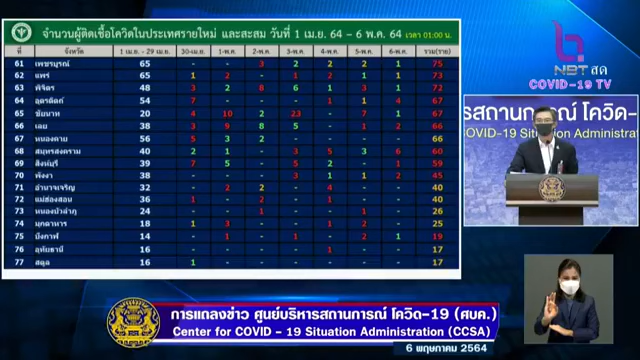 จำนวนผู้ติดเชื้อโควิดในประเทศรายใหม่ และสะสม วันที่ 1 เม.ย. 64 – 6 พ.ค. 64 เวลา 01:00 น.
ที่ จังหวัด 1 เม.ย. - 29 เม.ย. 30-เม.ย. 1-พ.ค. 2-พ.ค. 3-พ.ค. 4-พ.ค. 5-พ.ค. 6-พ.ค. รวม(ราย)
61 เพชรบูรณ์ 65 - - 3 2 2 2 1 75
62 แพร่ 65 1 2 - 1 2 1 1 73
63 พิจิตร 48 3 2 8 6 1 3 1 72
64 อุตรดิตถ์ 54 7 - - - 1 1 4 67
65 ชัยนาท 20 4 10 2 23 - 7 1 67
66 เลย 38 3 9 8 5 - 1 2 66
67 หนองคาย 56 5 3 2 - - - - 66
68 สมุทรสงคราม 40 2 1 - 3 5 3 6 60
69 สิงห์บุรี 39 7 5 - 5 2 - 1 59
70 พังงา 38 - - - 3 1 1 2 45
71 อำนาจเจริญ 32 - 2 2 - 4 - - 40
72 แม่ฮ่องสอน 36 1 - 2 - 1 - - 40
73 หนองบัวลำภู 24 - - 1 - - 1 - 26
74 มุกดาหาร 18 1 3 - - 1 2 - 25
75 บึงกาฬ 14 - 1 - 1 - 2 1 19
76 อุทัยธานี 16 - - - - 1 - - 17
77 สตูล 16 1 - - - - - - 17
NBT สด
COVID-19 TV
ารสถานการณ์ โควิด-
COVID-19 Situation Administra
การแถลงข่าว ศูนย์บริหารสถานการณ์ โควิด-19 (ศบค.)
Center for COVID - 19 Situation Administration (CCSA)
6 พฤษภาคม 2564